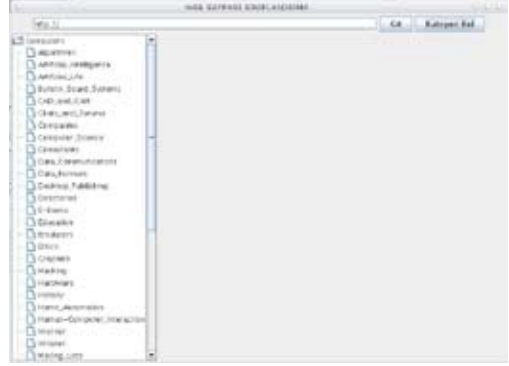 WEB SAYFASI SINIFLANDIRMA
http://
Git
Kategori Bul
Computers
Algorithms
Artificial_Intelligence
Artificial_Life
Bulletin_Board_Systems
CAD_and_CAM
Chats_and_Forums
Companies
Computer_Science
Consultants
Data_Communications
Data_Formats
Desktop_Publishing
Directories
E-Books
Education
Emulators
Ethics
Graphics
Hacking
Hardware
History
Home_Automation
Human-Computer_Interaction
Internet
Intranet
Mailing_Lists